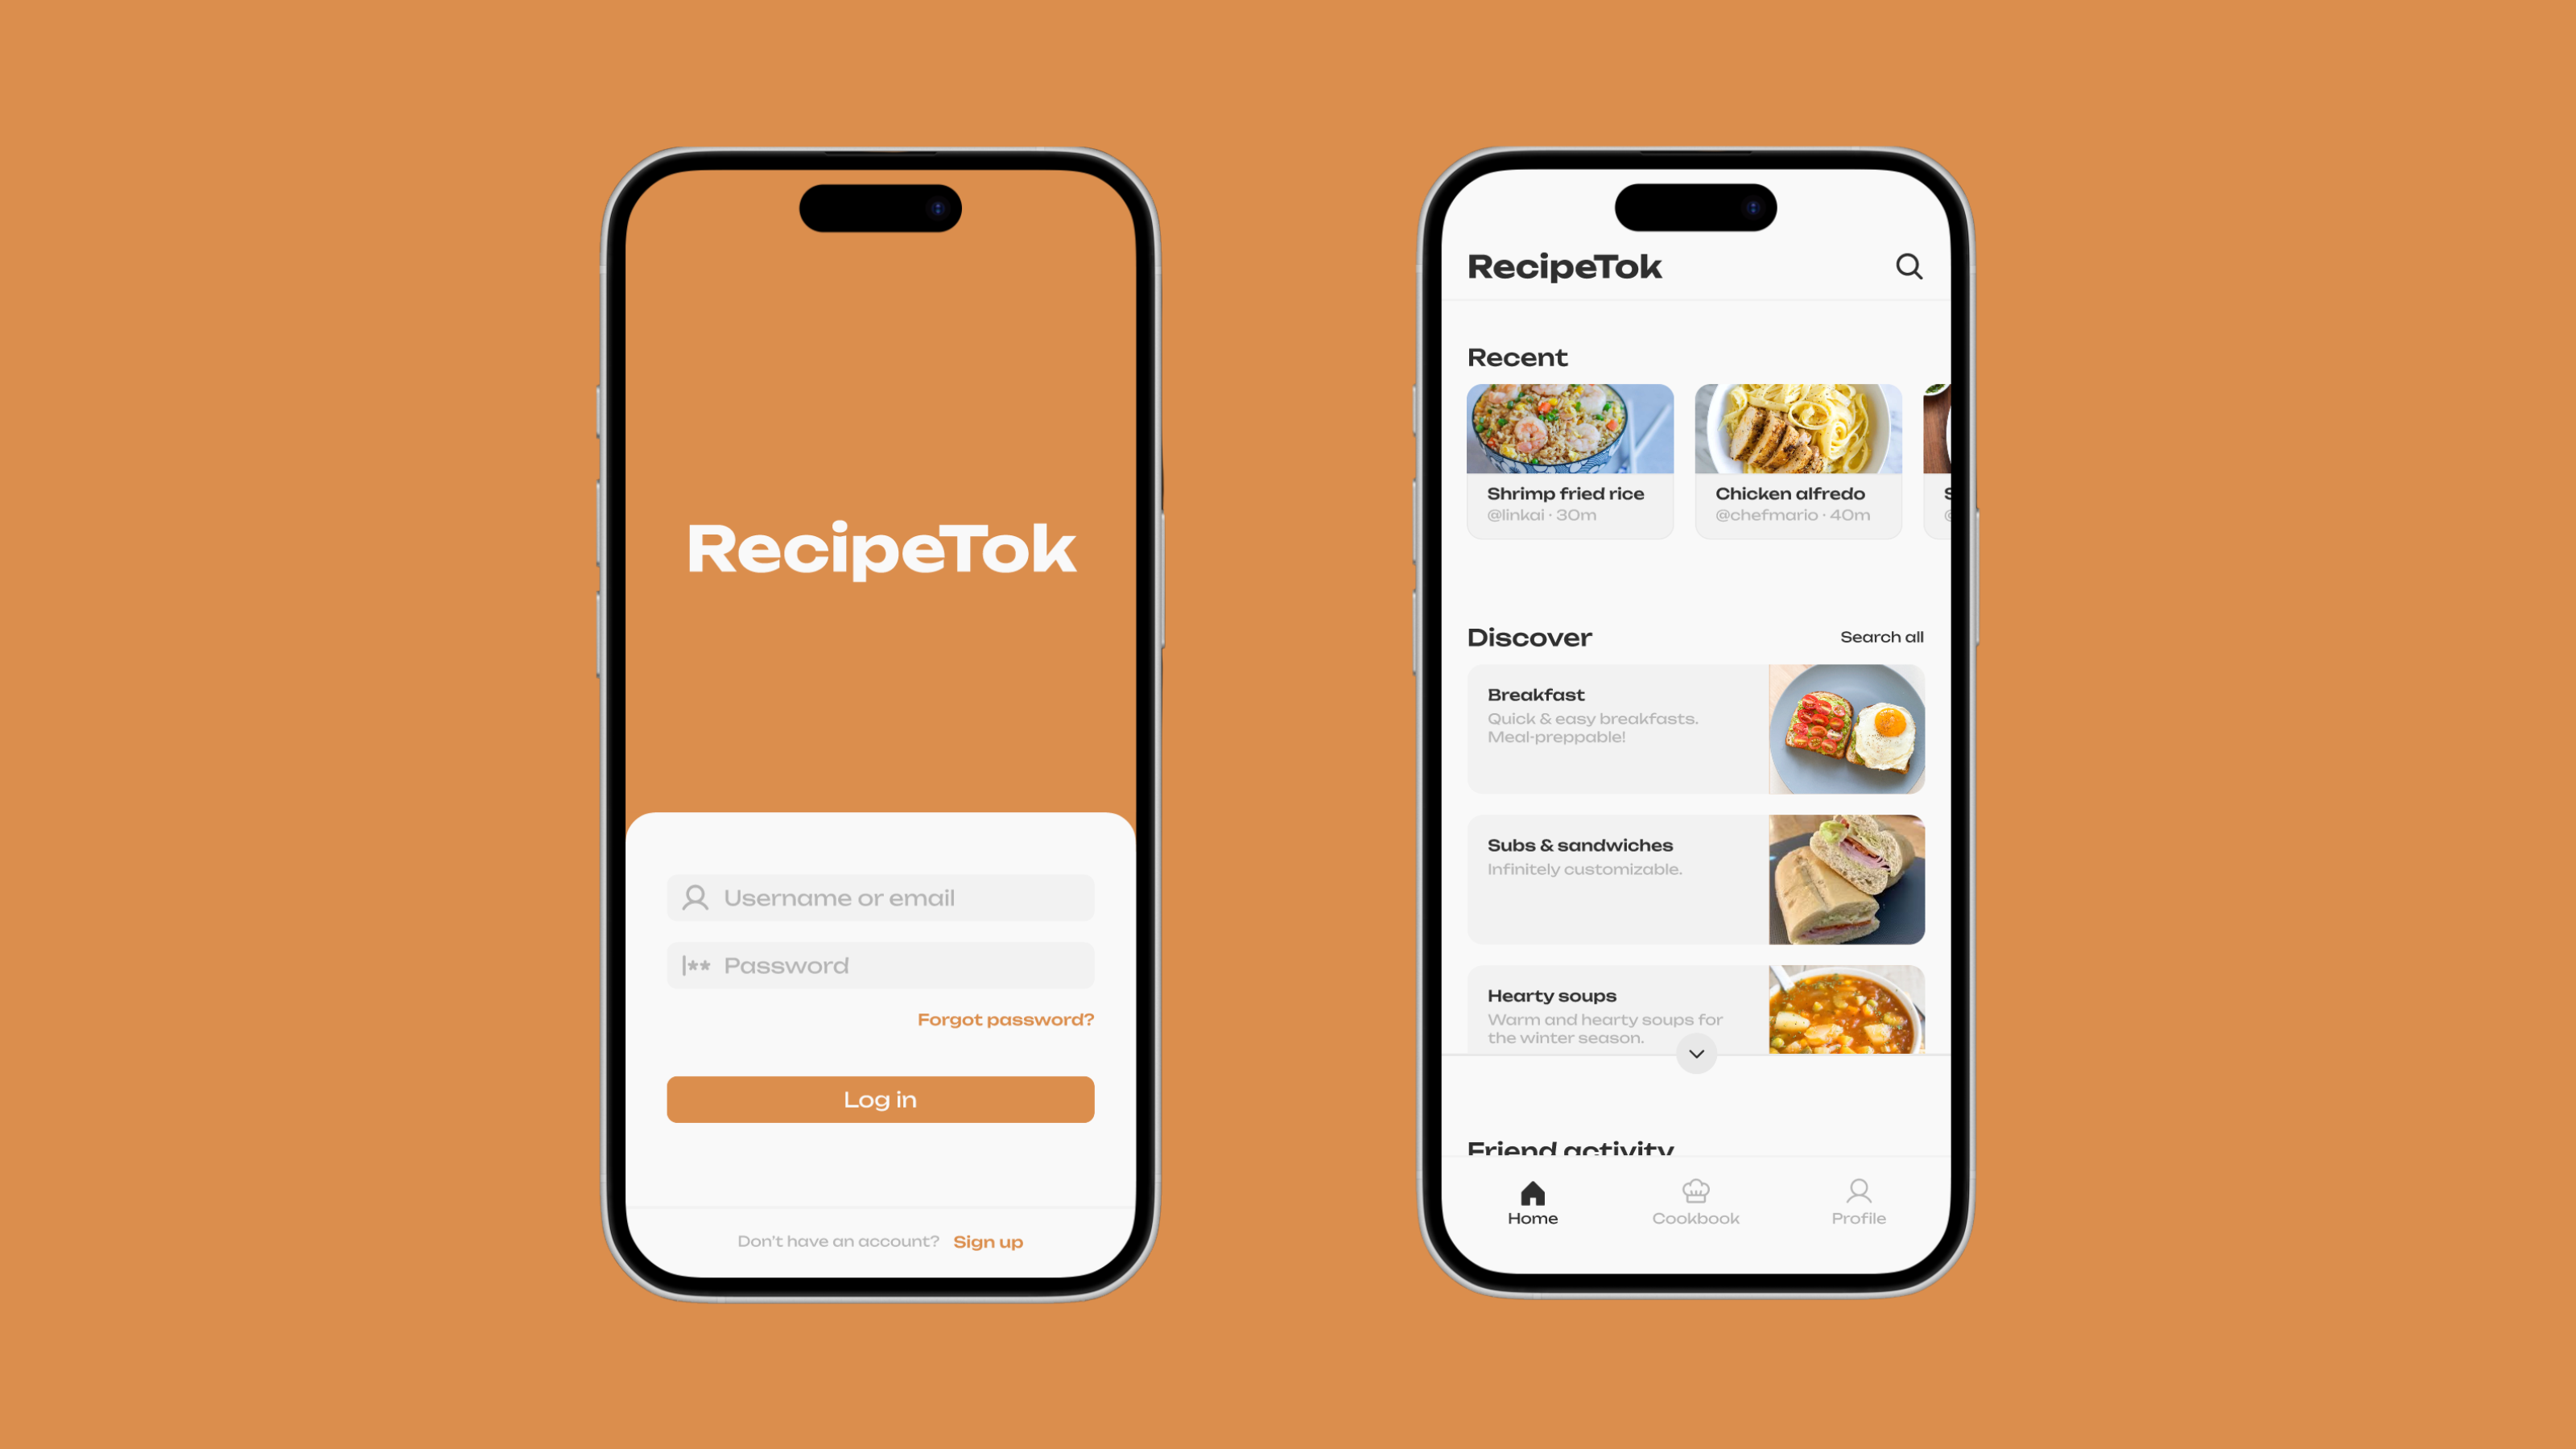 RecipeTok
Username or email
|** Password
Forgot password?
Log in
Don't have an account? Sign up
RecipeTok
Recent
Shrimp fried rice
@linkai · 30m
Chicken alfredo
@chefmario · 40m
Discover
Search all
Breakfast
Quick & easy breakfasts.
Meal-preppable!
Subs & sandwiches
Infinitely customizable.
Hearty soups
Warm and hearty soups for
the winter season.
Friend activity
Home
Cookbook
Profile